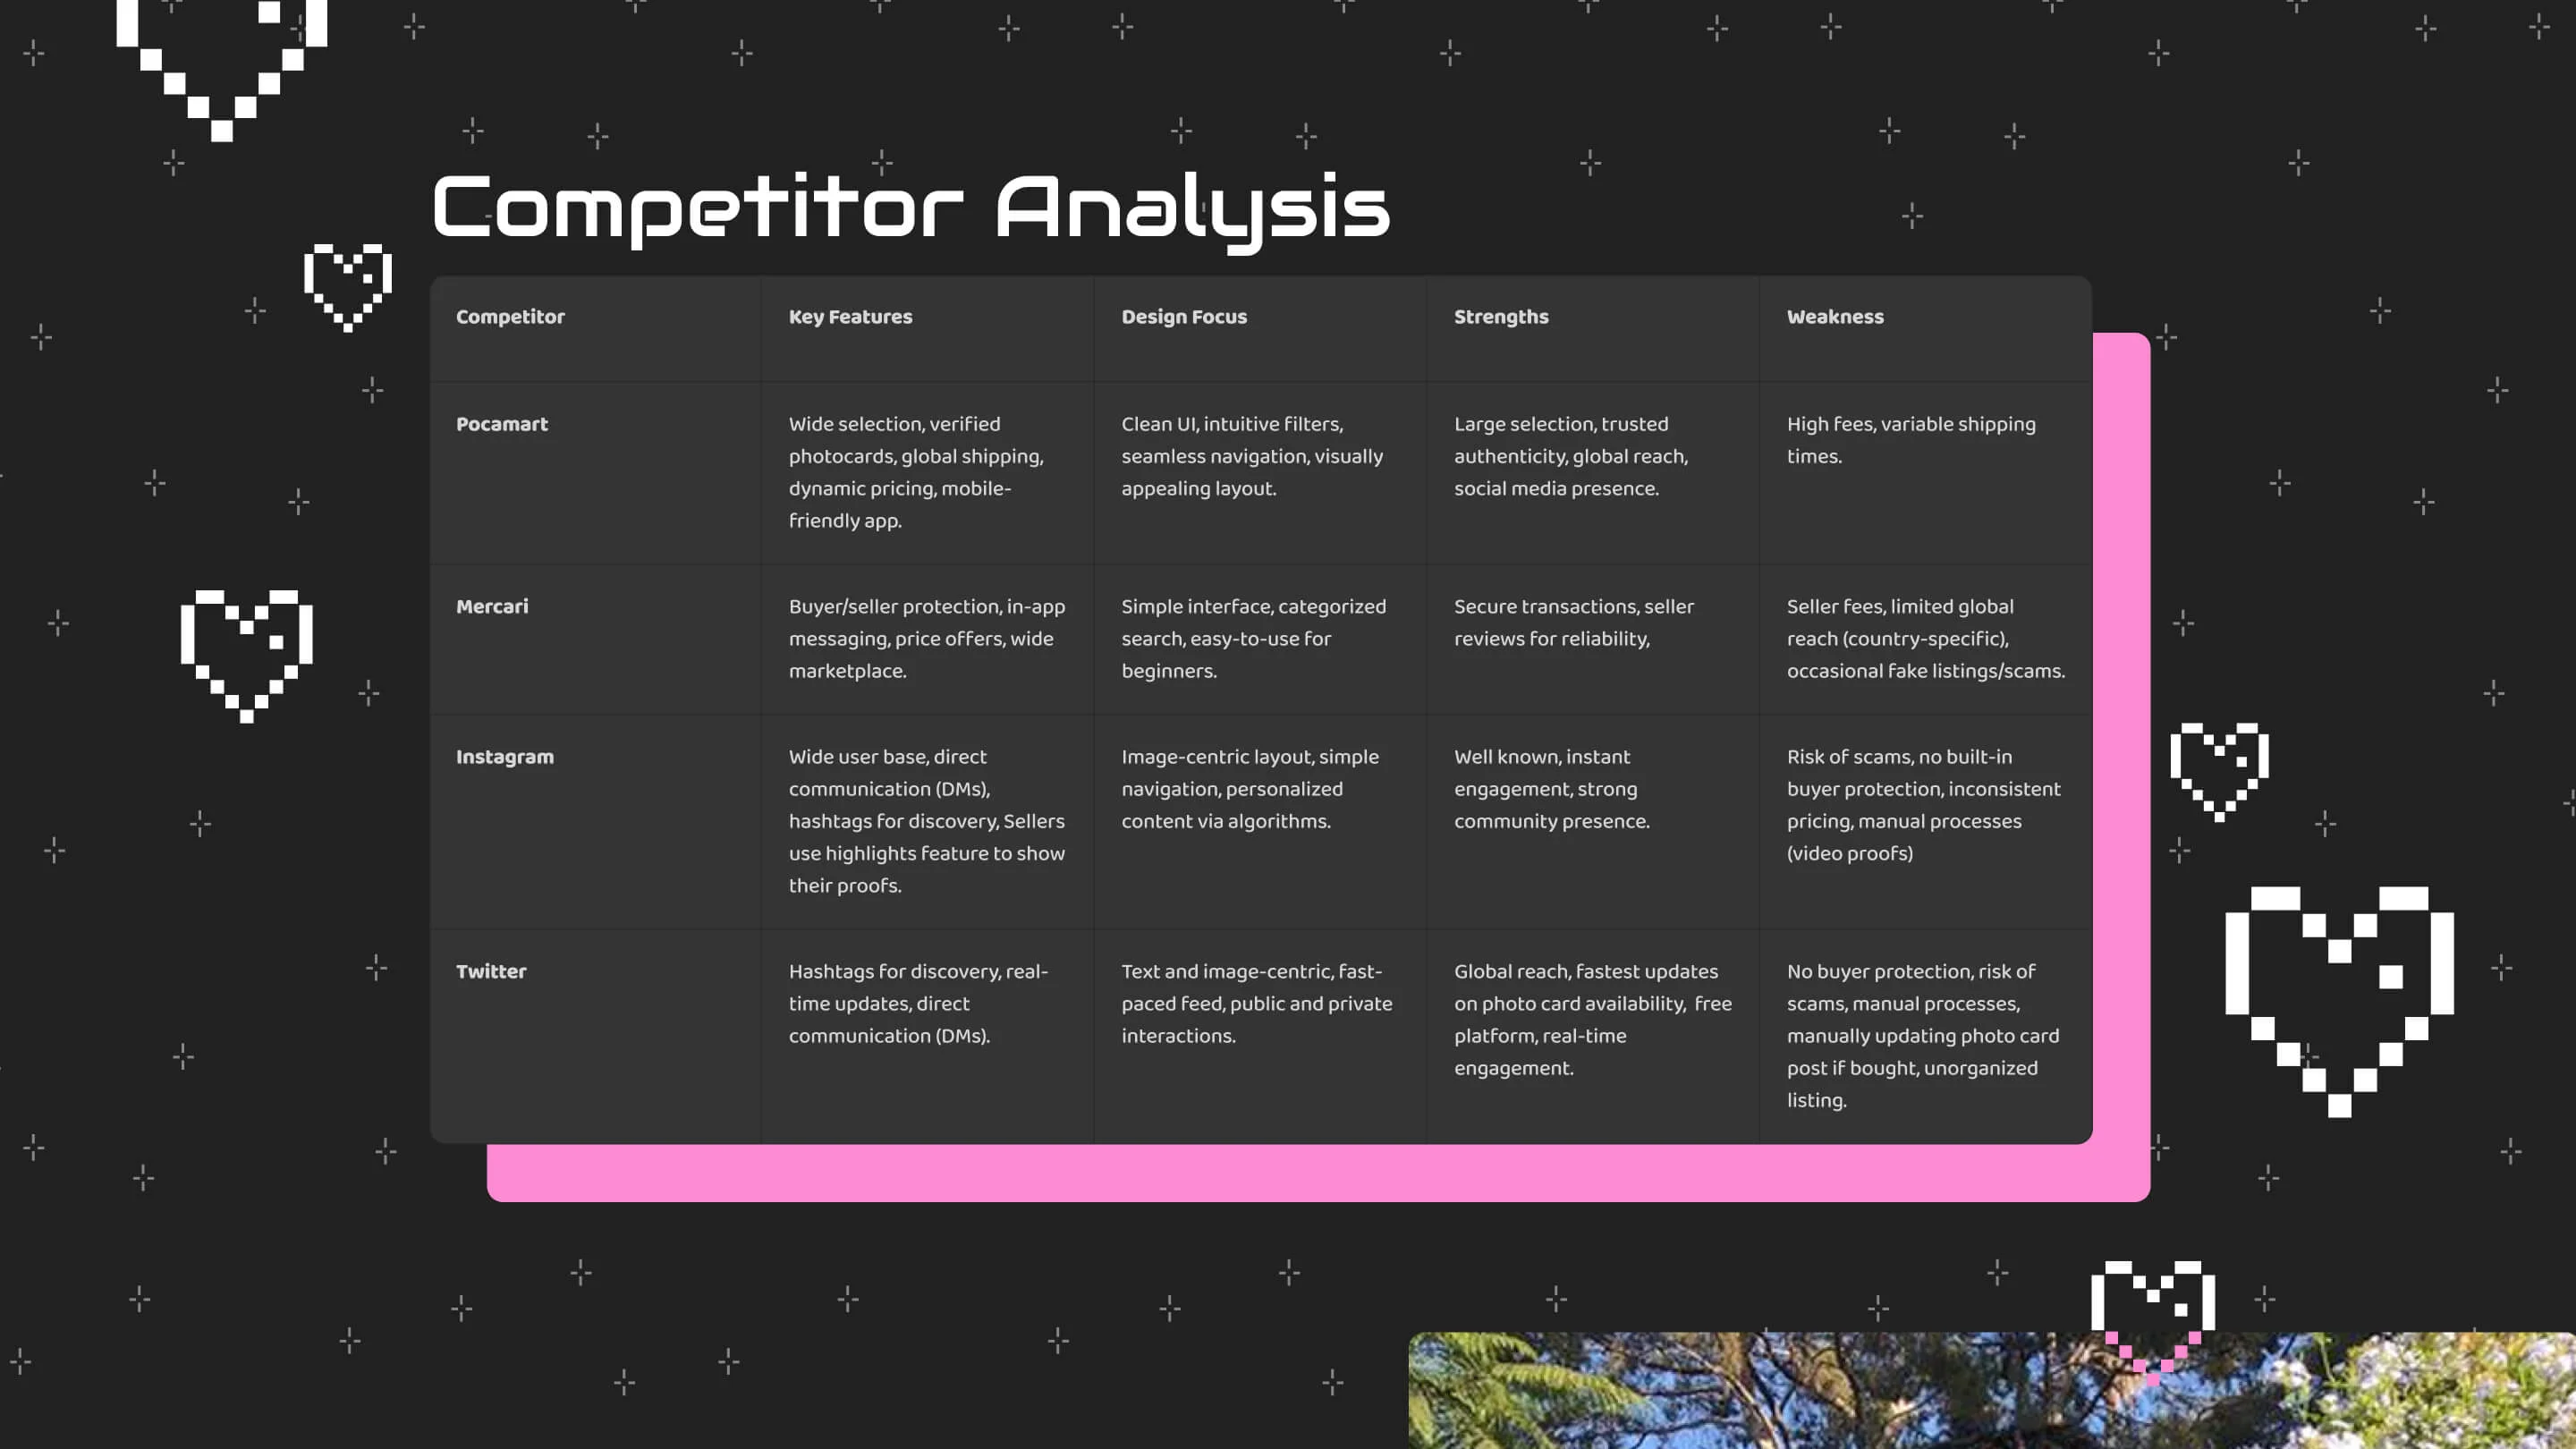 Competitor Analysis
Competitor
Key Features
Design Focus
Strengths
Weakness
Pocamart
Wide selection, verified
photocards, global shipping,
dynamic pricing, mobile-
friendly app.
Clean UI, intuitive filters,
seamless navigation, visually
appealing layout.
Large selection, trusted
authenticity, global reach,
social media presence.
High fees, variable shipping
times.
Mercari
Buyer/seller protection, in-app
messaging, price offers, wide
marketplace.
Simple interface, categorized
search, easy-to-use for
beginners.
Secure transactions, seller
reviews for reliability,
Seller fees, limited global
reach (country-specific),
occasional fake listings/scams.
Instagram
Wide user base, direct
communication (DMs),
hashtags for discovery, Sellers
use highlights feature to show
their proofs.
Image-centric layout, simple
navigation, personalized
content via algorithms.
Well known, instant
engagement, strong
community presence.
Risk of scams, no built-in
buyer protection, inconsistent
pricing, manual processes
(video proofs)
Twitter
Hashtags for discovery, real-
time updates, direct
communication (DMs).
Text and image-centric, fast-
paced feed, public and private
interactions.
Global reach, fastest updates
on photo card availability,  free
platform, real-time
engagement.
No buyer protection, risk of
scams, manual processes,
manually updating photo card
post if bought, unorganized
listing.